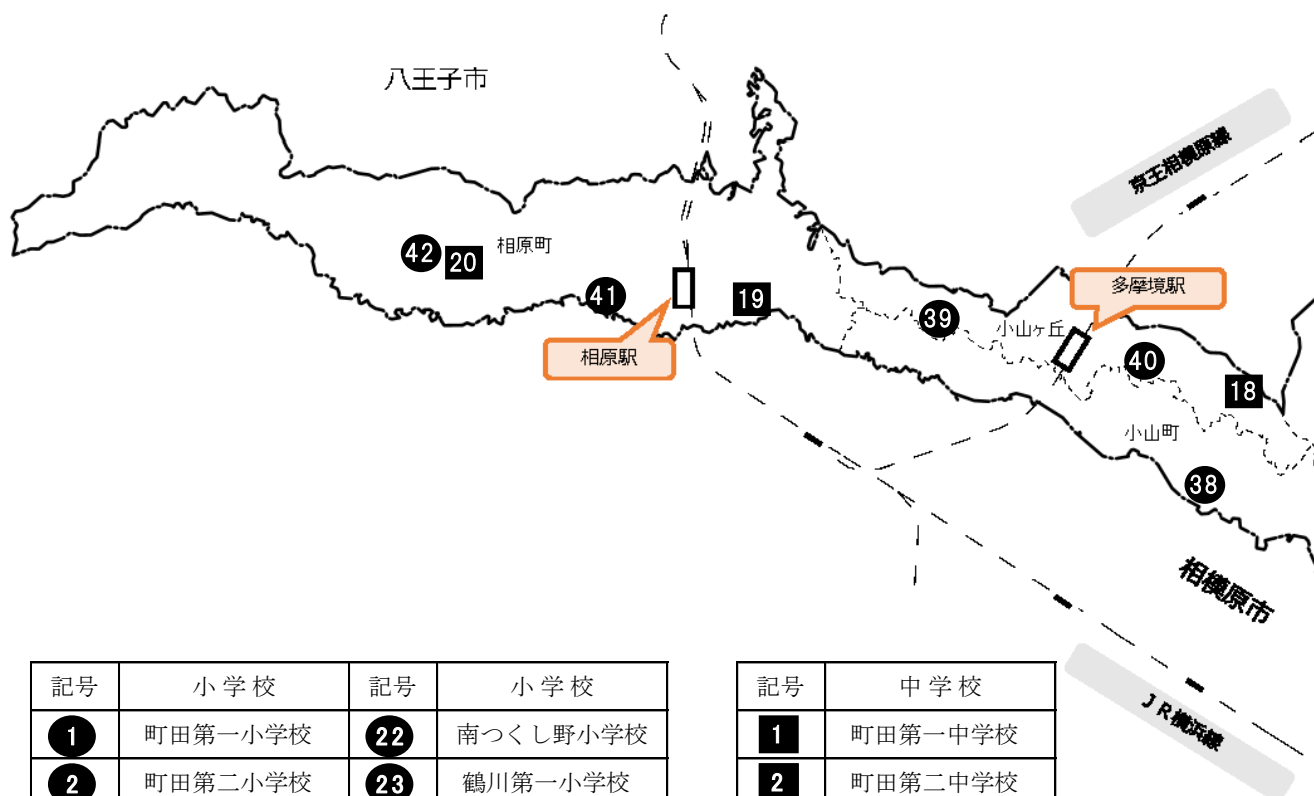 八王子市
京王相模原線
42
20
相原町
41
19
多摩境駅
39
小山ヶ丘
相原駅
40
18
小山町
38
相模原市
JR横浜線
記号 小学校 記号 小学校
1 町田第一小学校 22 南つくし野小学校
2 町田第二小学校 23 鶴川第一小学校
記号 中学校
1 町田第一中学校
2 町田第二中学校